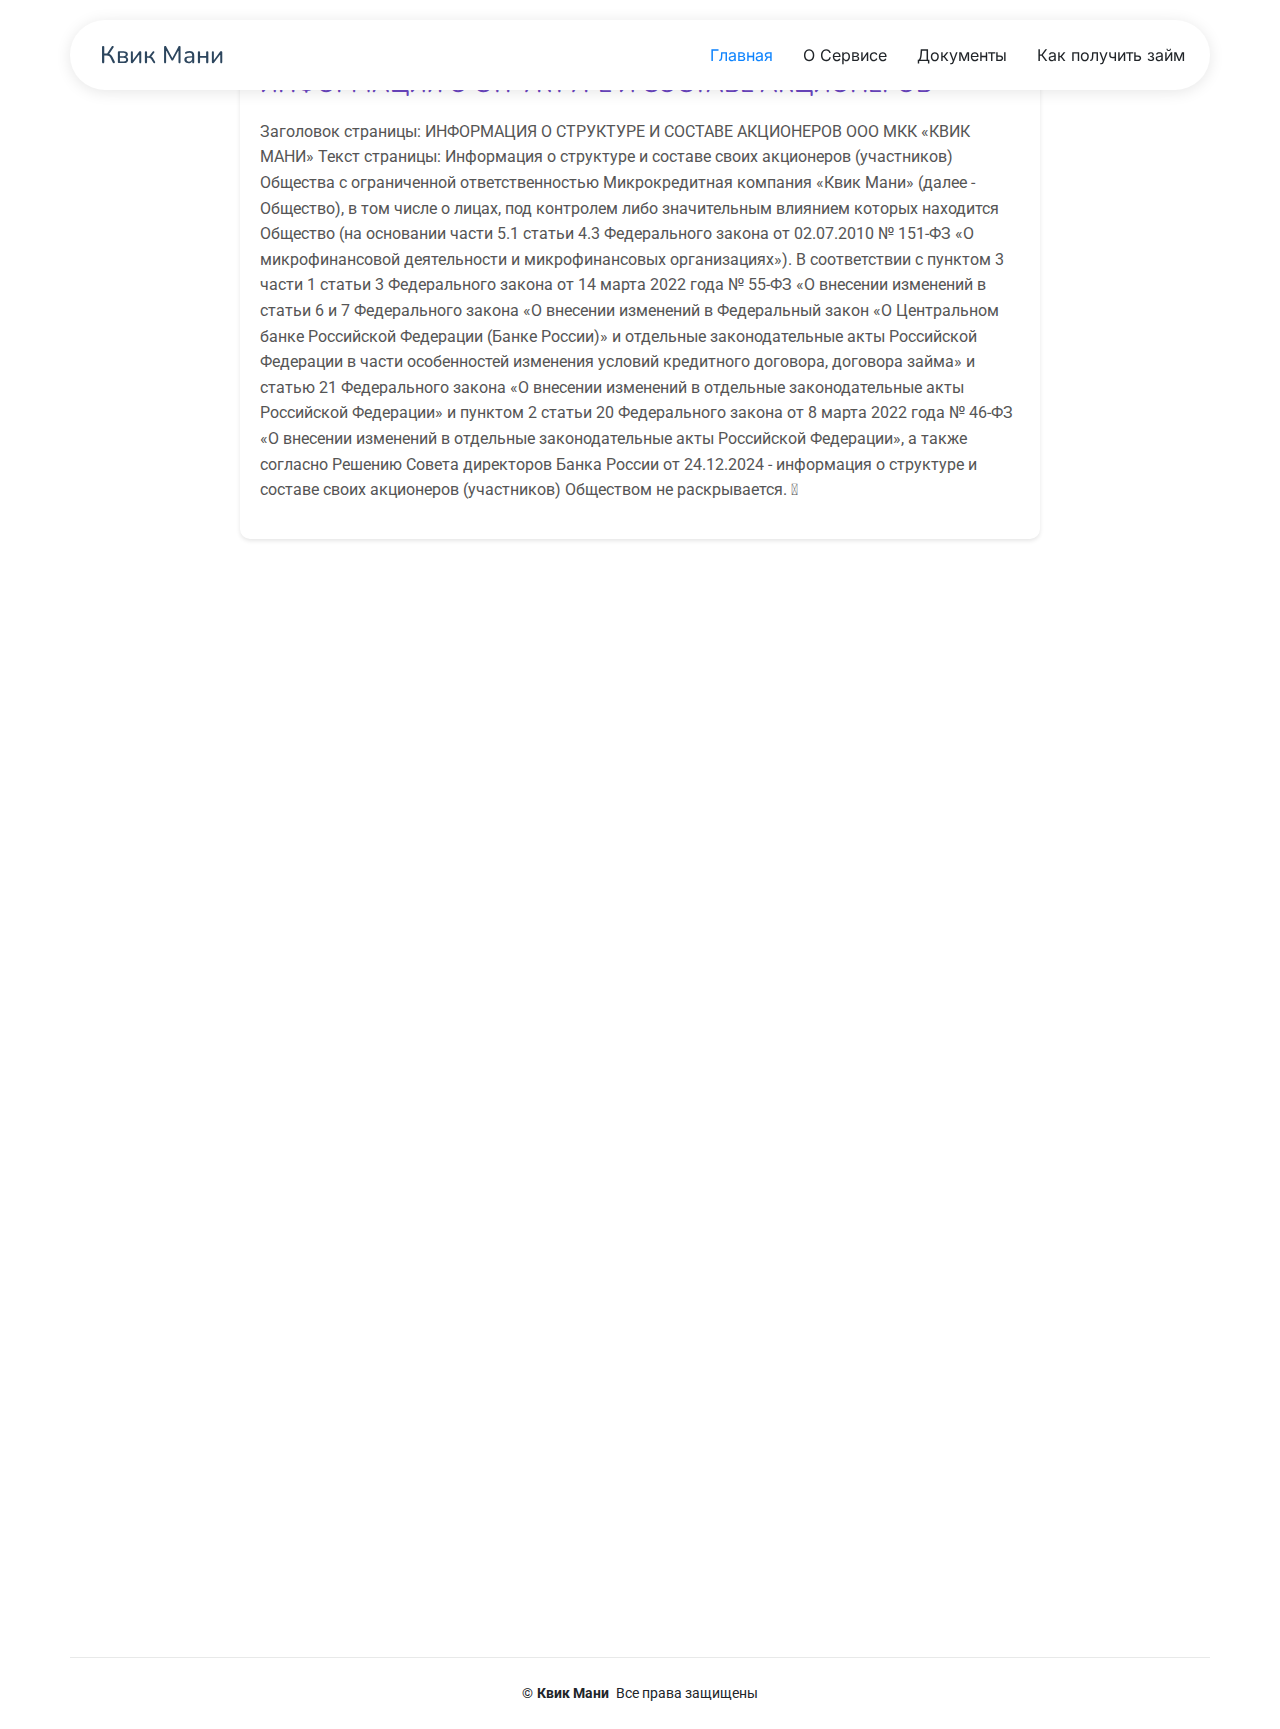 Квик Мани
Главная
О Сервисе
Документы
Как получить займ
ИНФОРМАЦИЯ О СТРУКТУРЕ И СОСТАВЕ АКЦИОНЕРОВ
Заголовок страницы: ИНФОРМАЦИЯ О СТРУКТУРЕ И СОСТАВЕ АКЦИОНЕРОВ ООО МКК «КВИК
МАНИ» Текст страницы: Информация о структуре и составе своих акционеров (участников)
Общества с ограниченной ответственностью Микрокредитная компания «Квик Мани» (далее -
Общество), в том числе о лицах, под контролем либо значительным влиянием которых находится
Общество (на основании части 5.1 статьи 4.3 Федерального закона от 02.07.2010 № 151-ФЗ «О
микрофинансовой деятельности и микрофинансовых организациях»). В соответствии с пунктом 3
части 1 статьи 3 Федерального закона от 14 марта 2022 года № 55-ФЗ «О внесении изменений в
статьи 6 и 7 Федерального закона «О внесении изменений в Федеральный закон «О Центральном
банке Российской Федерации (Банке России)» и отдельные законодательные акты Российской
Федерации в части особенностей изменения условий кредитного договора, договора займа» и
статью 21 Федерального закона «О внесении изменений в отдельные законодательные акты
Российской Федерации» и пунктом 2 статьи 20 Федерального закона от 8 марта 2022 года № 46-ФЗ
«О внесении изменений в отдельные законодательные акты Российской Федерации», а также
согласно Решению Совета директоров Банка России от 24.12.2024 - информация о структуре и
составе своих акционеров (участников) Обществом не раскрывается.
© Квик Мани Все права защищены